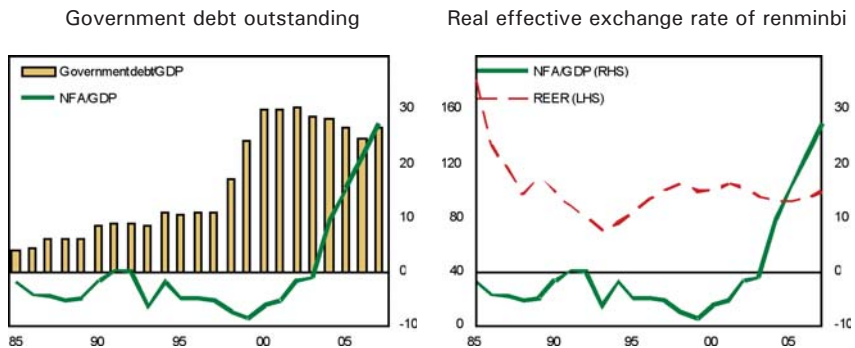 Government debt outstanding
Real effective exchange rate of renminbi
Government debt/GDP
NFA/GDP
30
20
10
0
-10
85 90 95 00 05
NFA/GDP (RHS)
REER (LHS)
160
120
80
40
0
30
20
10
0
-10
85 90 95 00 05